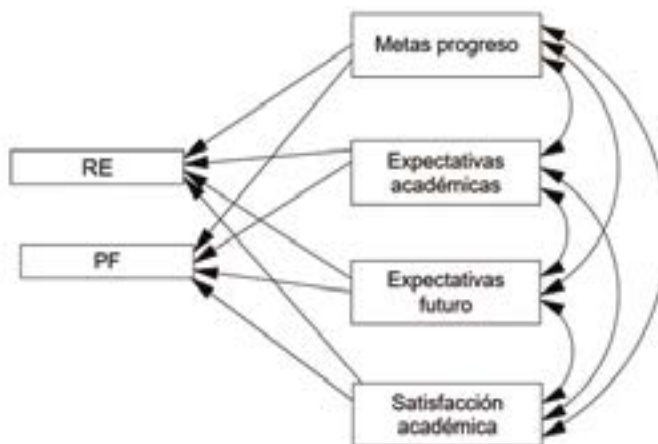 Metas progreso
RE
Expectativas
académicas
PF
Expectativas
futuro
Satisfacción
académica